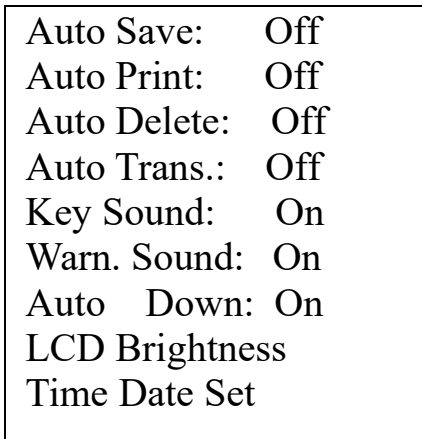 Auto Save: Off
Auto Print: Off
Auto Delete: Off
Auto Trans.: Off
Key Sound: On
Warn. Sound: On
Auto Down: On
LCD Brightness
Time Date Set